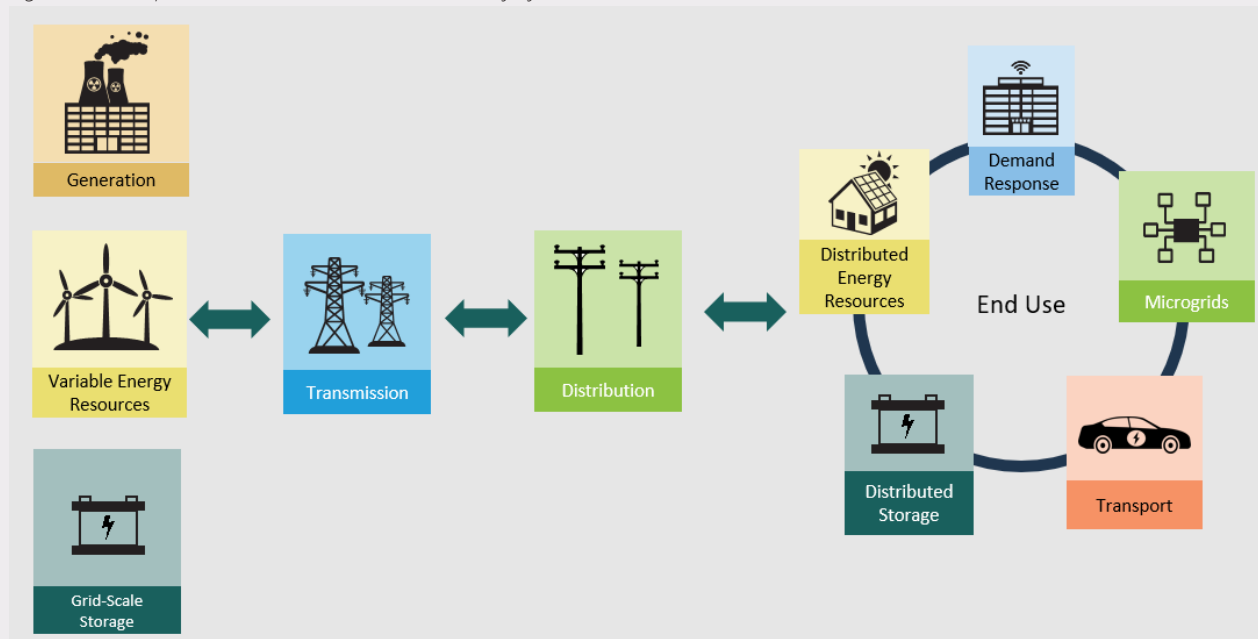 Generation
Variable Energy
Resources
Grid-Scale
Storage
Transmission
Distribution
Distributed
Energy
Resources
Demand
Response
Microgrids
End Use
Distributed
Storage
Transport